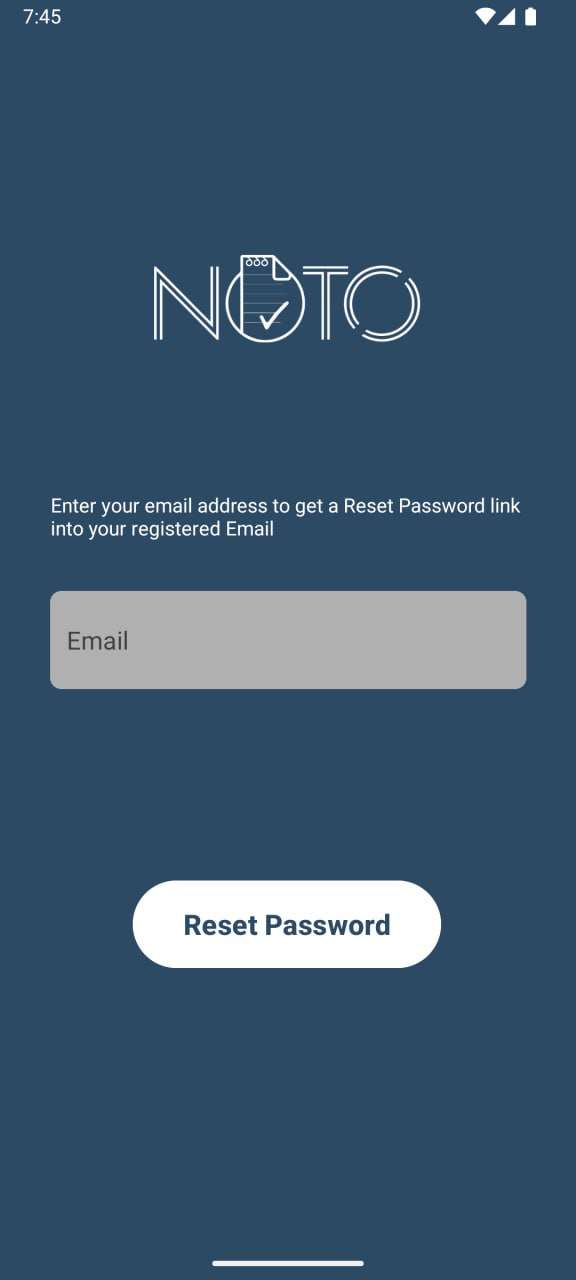 7:45
NOTO
Enter your email address to get a Reset Password link
into your registered Email
Email
Reset Password